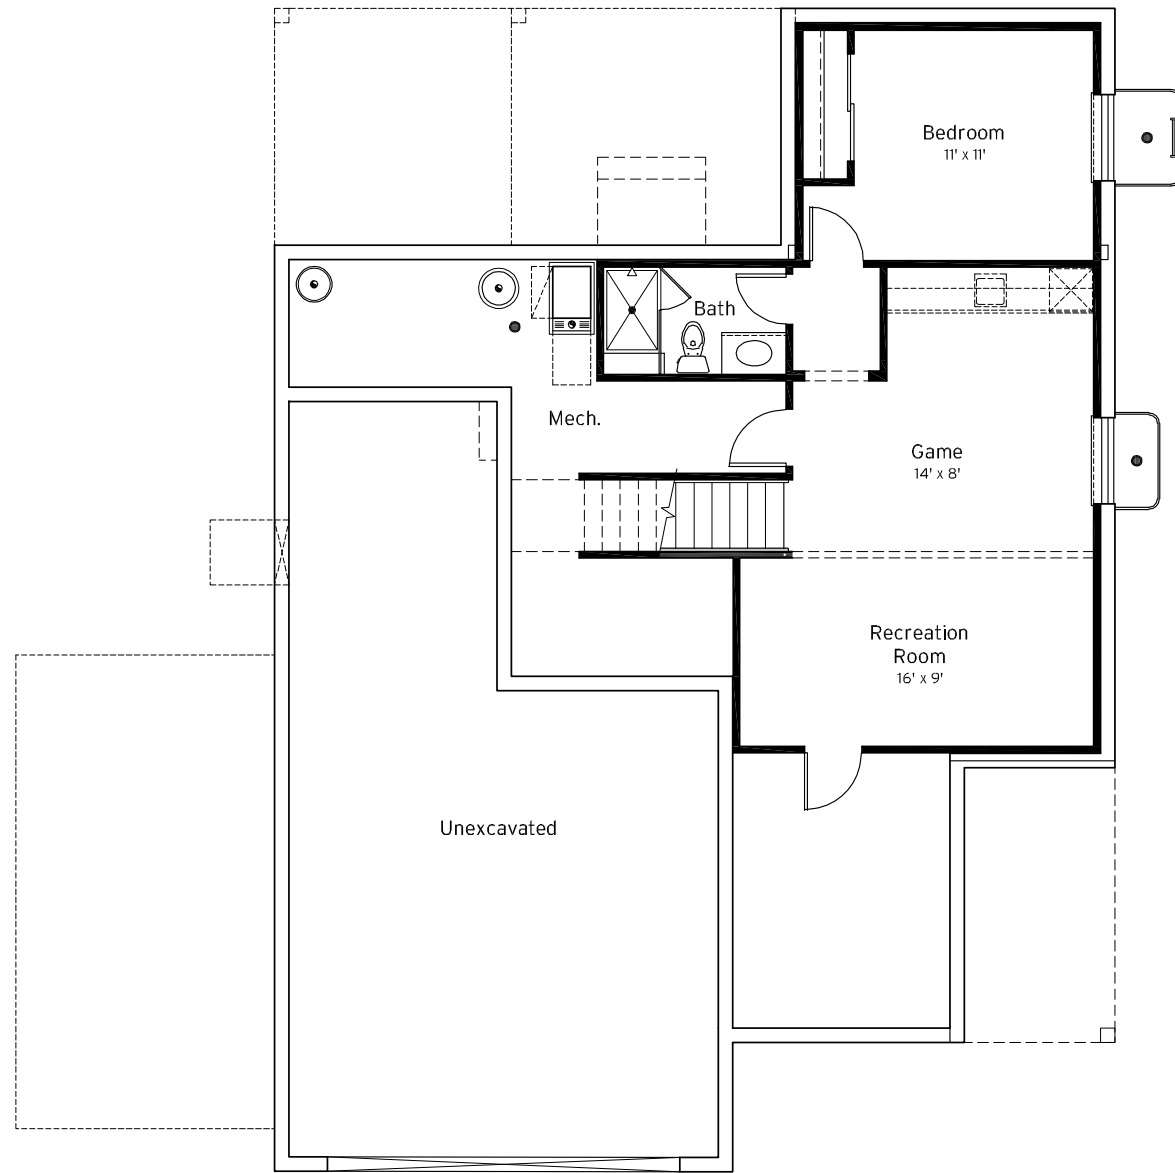 Bedroom
11' x 11'
Bath
Mech.
Game
14' x 8'
Recreation
Room
16' x 9'
Unexcavated